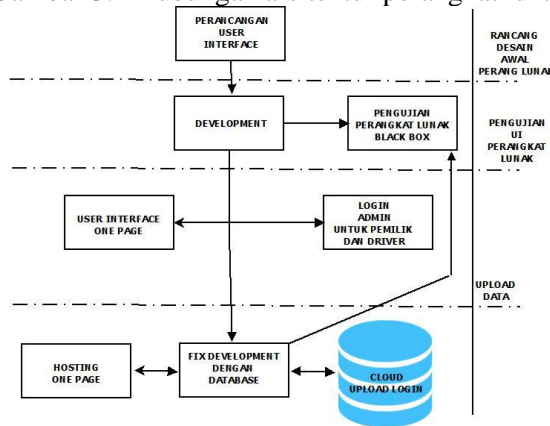 PERANCANGAN
USER
INTERFACE
RANCANG
DESAIN
AWAL
PERANG LUNAK
DEVELOPMENT
PENGUJIAN
PERANGKAT LUNAK
BLACK BOX
PENGUJIAN
UI
PERANGKAT
LUNAK
USER INTERFACE
ONE PAGE
LOGIN
ADMIN
UNTUK PEMILIK
DAN DRIVER
UPLOAD
DATA
HOSTING
ONE PAGE
FIX DEVELOPMENT
DENGAN
DATABASE
CLOUD
UPLOAD LOGIN